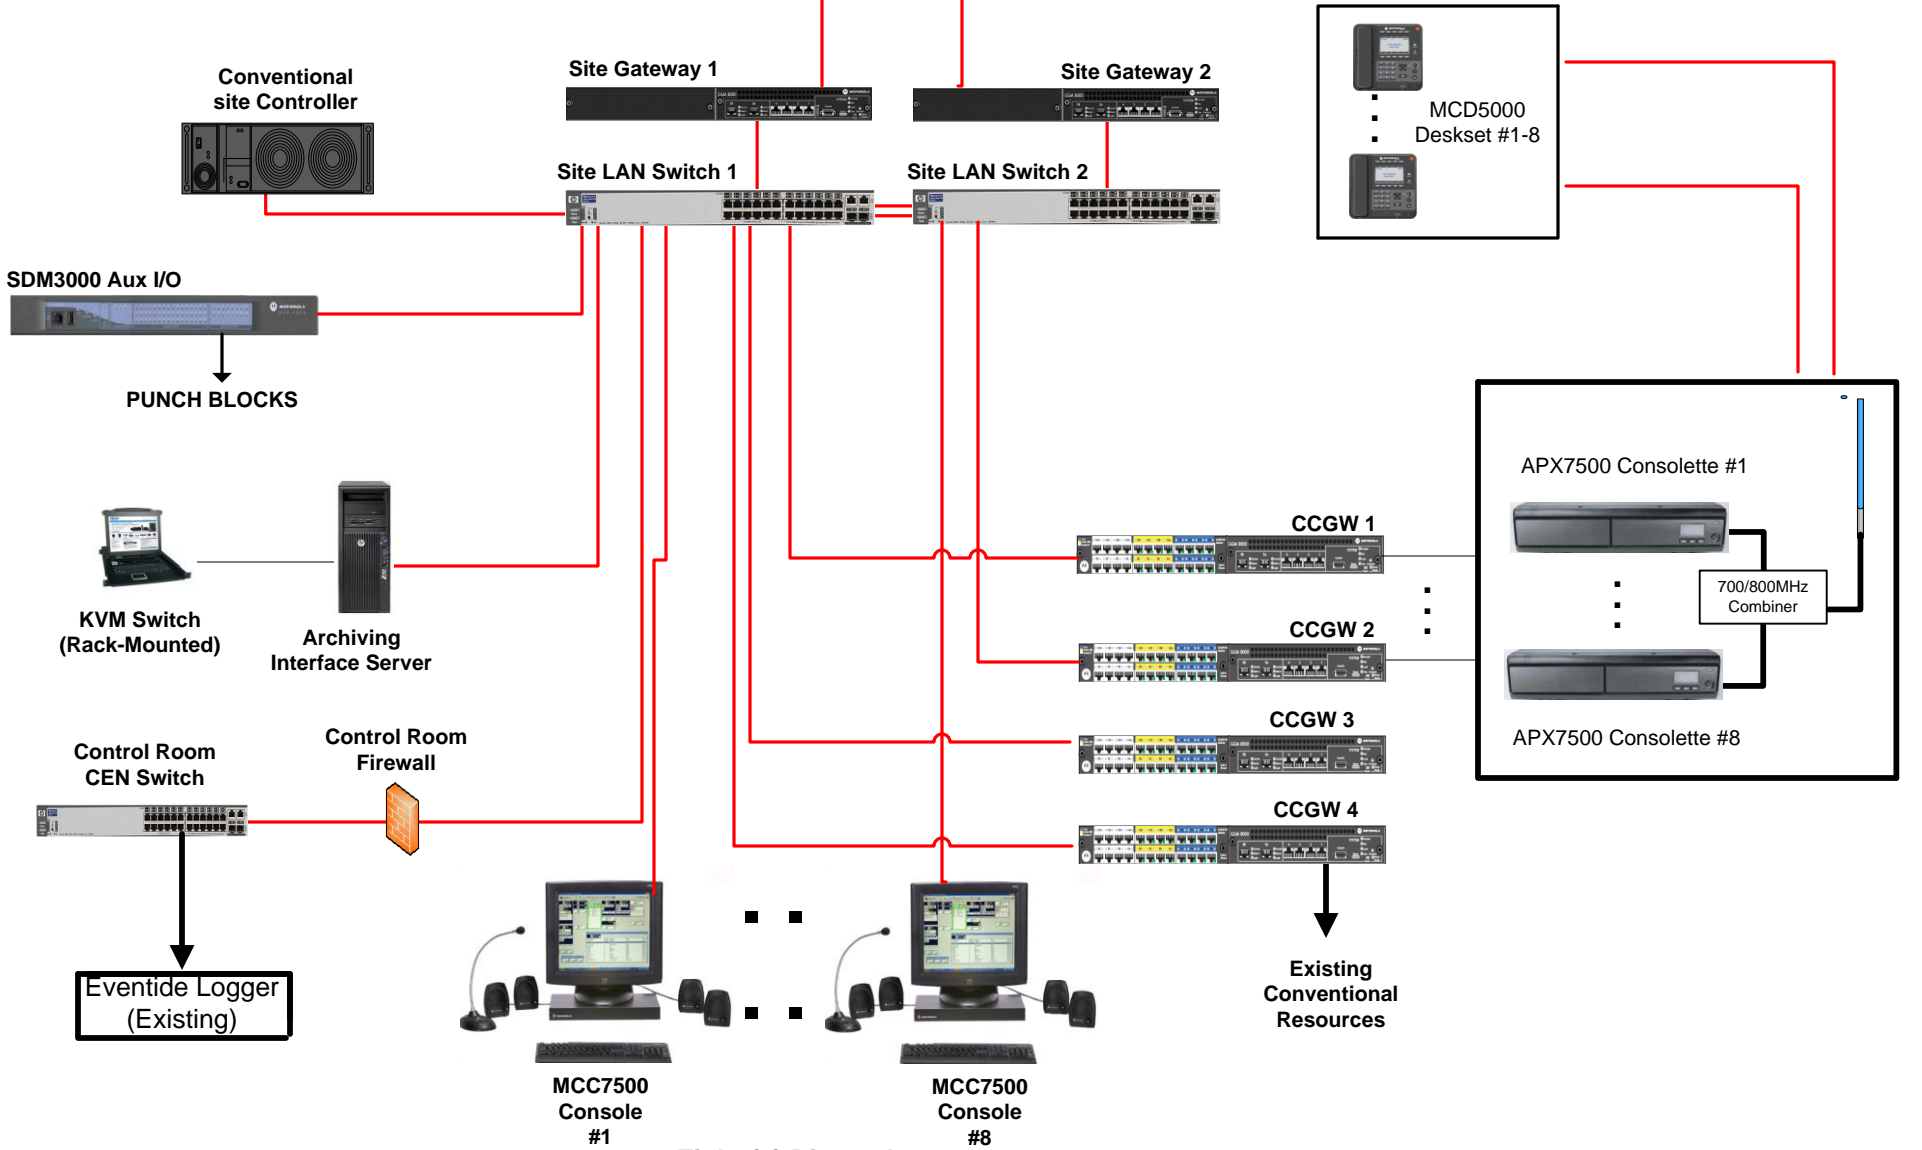 Conventional
site Controller
Site Gateway 1
Site Gateway 2
MCD5000
Deskset #1-8
Site LAN Switch 1
Site LAN Switch 2
SDM3000 Aux I/O
PUNCH BLOCKS
APX7500 Consolette #1
CCGW 1
700/800MHz
Combiner
KVM Switch
(Rack-Mounted)
Archiving
Interface Server
CCGW 2
CCGW 3
APX7500 Consolette #8
Control Room
CEN Switch
Control Room
Firewall
CCGW 4
Eventide Logger
(Existing)
Existing
Conventional
Resources
MCC7500
Console
#1
MCC7500
Console
#8